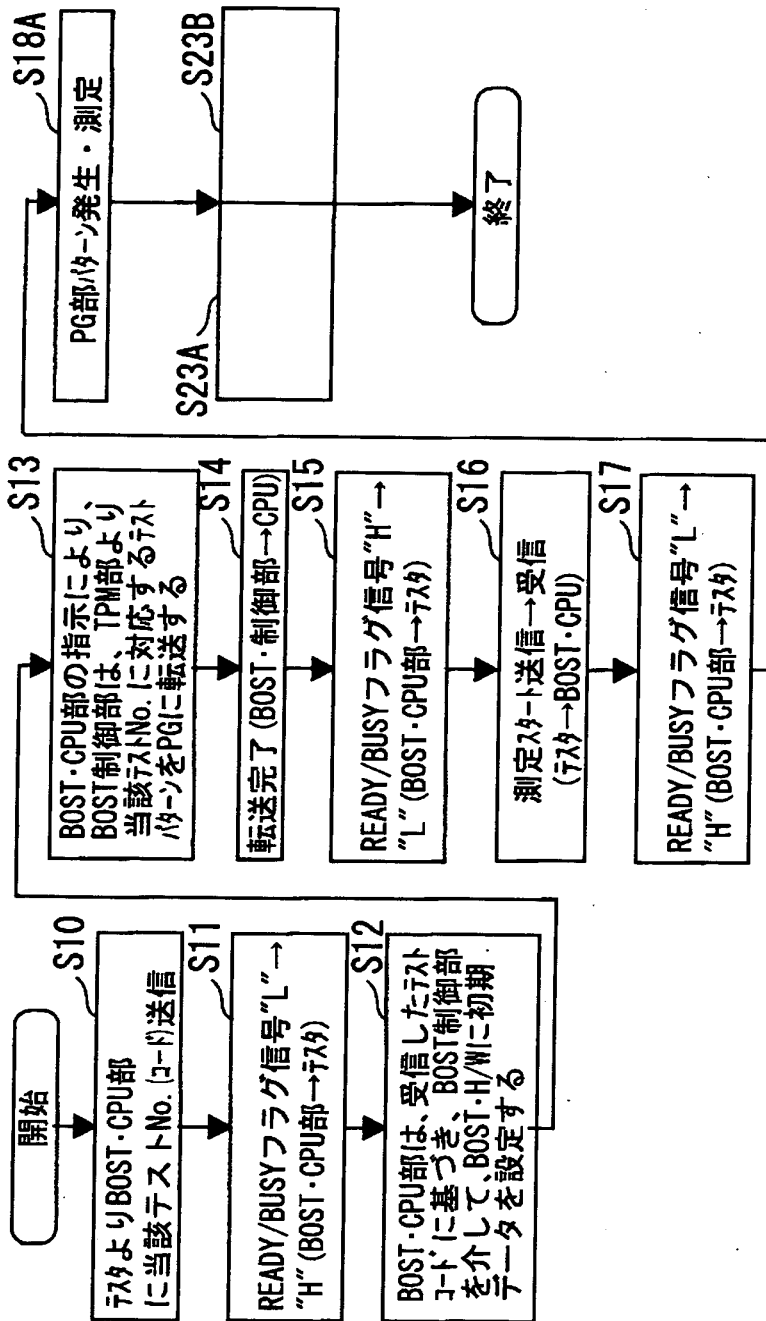 開始
S10
テスタよりBOST・CPU部
に当該テストNo.(コード)送信
S11
READY/BUSYフラグ信号"L"→
"H"(BOST・CPU部→テスタ)
S12
BOST・CPU部は、受信したテスト
コードに基づき、BOST制御部
を介して、BOST・H/Wに初期
データを設定する
S13
BOST・CPU部の指示により、
BOST制御部は、TPM部より
当該テストNo.に対応するテスト
パターンをPGに転送する
S14
転送完了(BOST・制御部→CPU)
S15
READY/BUSYフラグ信号"H"→
"L"(BOST・CPU部→テスタ)
S16
測定スタート送信→受信
(テスタ→BOST・CPU)
S17
READY/BUSYフラグ信号"L"→
"H"(BOST・CPU部→テスタ)
S18A
PG部パターン発生・測定
S23A
S23B
終了